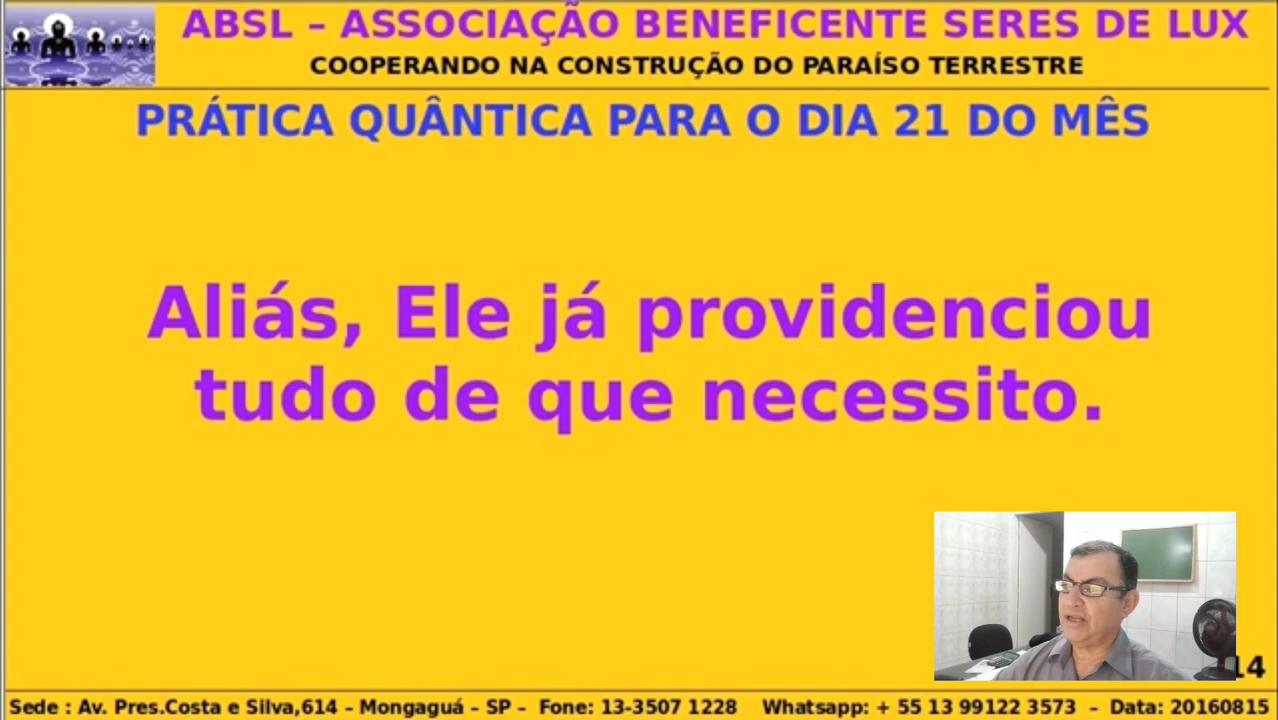 ABSL – ASSOCIAÇÃO BENEFICENTE SERES DE LUX
COOPERANDO NA CONSTRUÇÃO DO PARAÍSO TERRESTRE
PRÁTICA QUÂNTICA PARA O DIA 21 DO MÊS
Aliás, Ele já providenciou
tudo de que necessito.
14
Sede : Av. Pres.Costa e Silva,614 – Mongaguá – SP – Fone: 13-3507 1228 Whatsapp: + 55 13 99122 3573 – Data: 20160815